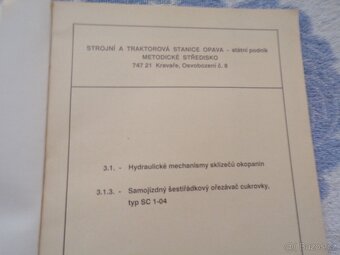 STROJNÍ A TRAKTOROVÁ STANICE OPAVA - státní podnik
METODICKÉ STŘEDISKO
747 21 Kravaře, Osvobození č. 8
3.1. - Hydraulické mechanismy sklízečů okopanin
3.1.3. - Samojízdný šestiřádkový ořezávač cukrovky,
typ SC 1-04